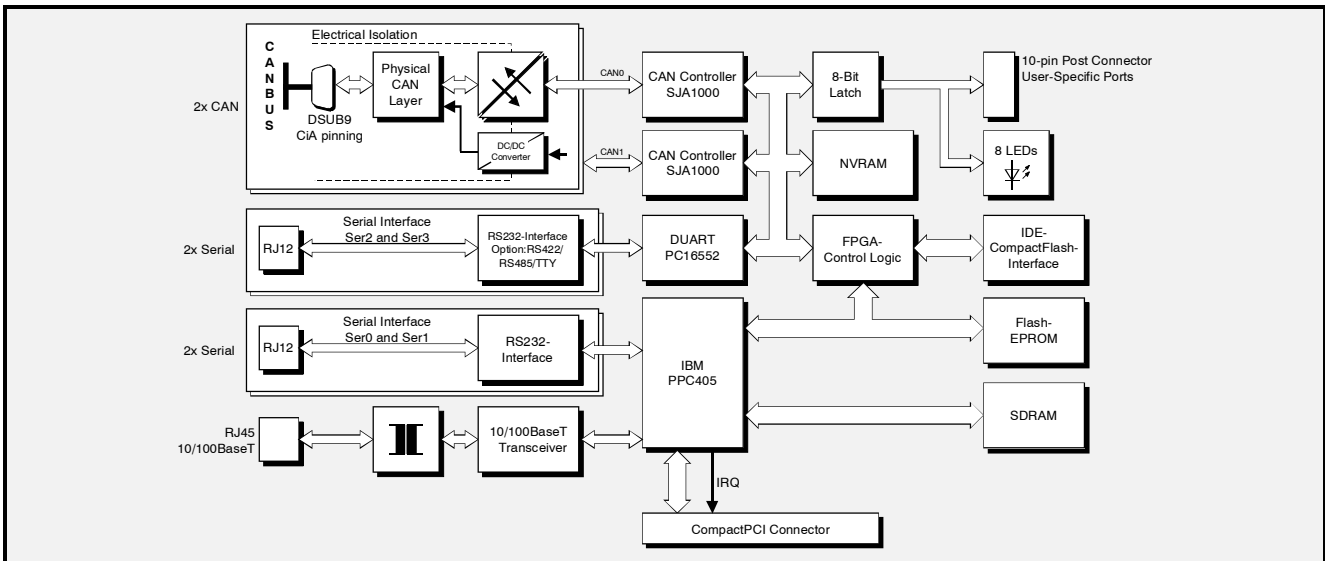 2x CAN
CANBUS
Electrical Isolation
DSUB9
CiA pinning
Physical
CAN
Layer
DC/DC
Converter
CAN0
CAN1
CAN Controller
SJA1000
CAN Controller
SJA1000
8-Bit
Latch
NVRAM
10-pin Post Connector
User-Specific Ports
8 LEDs
2x Serial
RJ12
Serial Interface
Ser2 and Ser3
RS232-Interface
Option:RS422/
RS485/TTY
DUART
PC16552
FPGA-
Control Logic
IDE-
CompactFlash-
Interface
2x Serial
RJ12
Serial Interface
Ser0 and Ser1
RS232-
Interface
IBM
PPC405
Flash-
EPROM
SDRAM
RJ45
10/100BaseT
10/100BaseT
Transceiver
IRQ
CompactPCI Connector